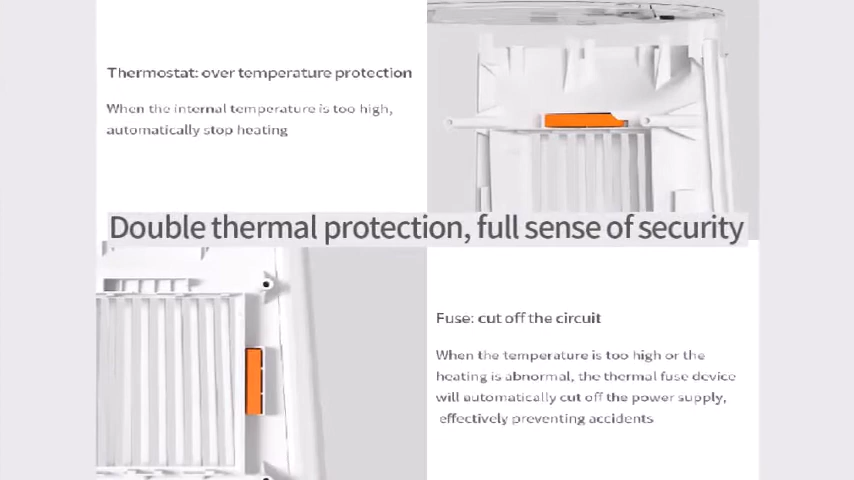 Thermostat: over temperature protection
When the internal temperature is too high,
automatically stop heating
Double thermal protection, full sense of security
Fuse: cut off the circuit
When the temperature is too high or the
heating is abnormal, the thermal fuse device
will automatically cut off the power supply,
effectively preventing accidents